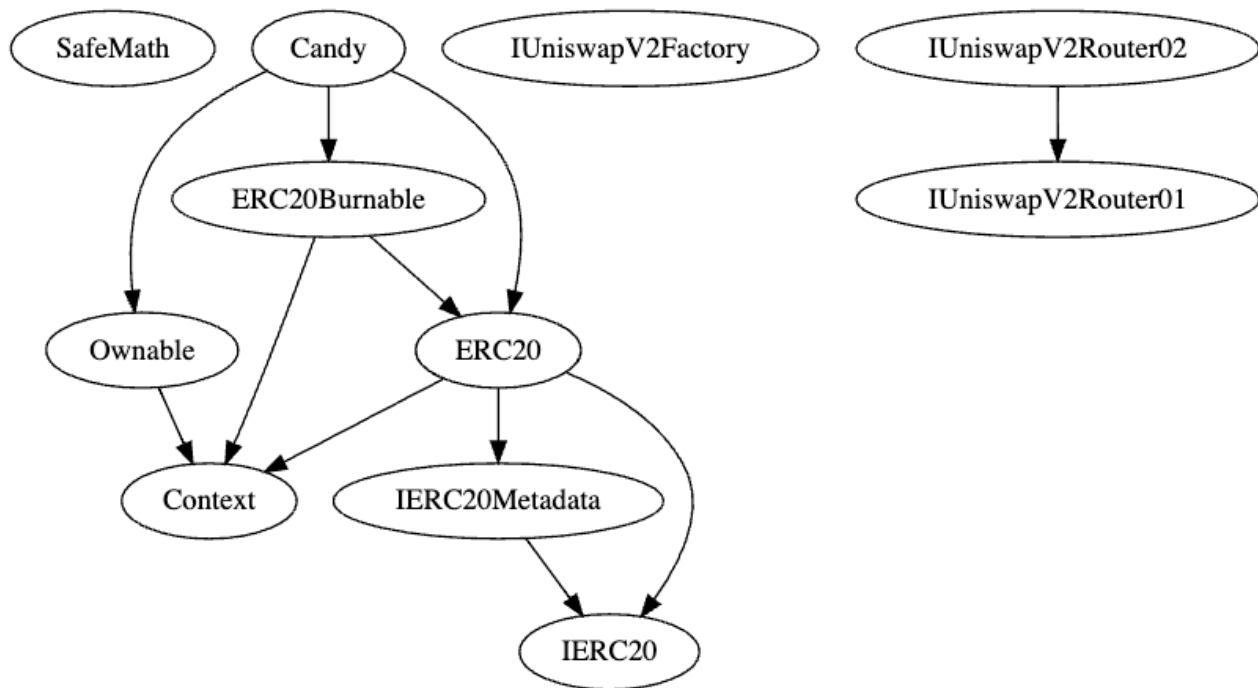 SafeMath
Candy
IUniswapV2Factory
IUniswapV2Router02
ERC20Burnable
IUniswapV2Router01
Ownable
ERC20
Context
IERC20Metadata
IERC20